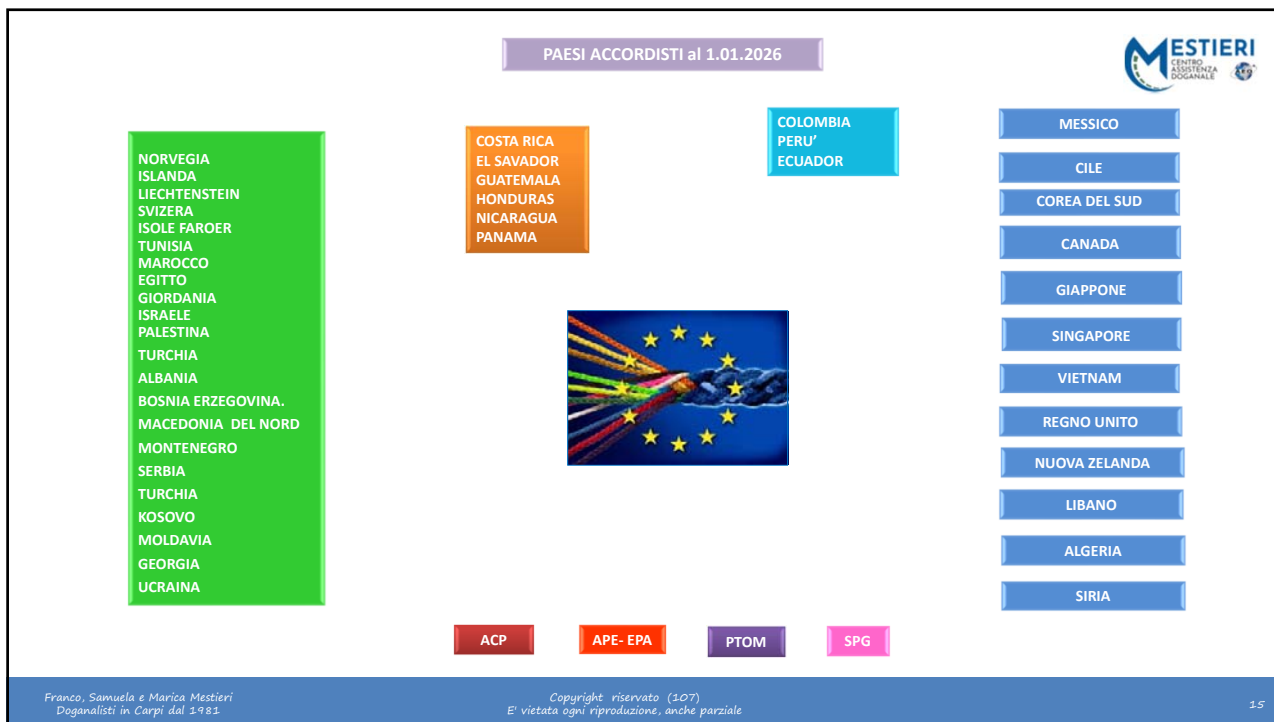 PAESI ACCORDISTI al 1.01.2026
MESTIERI
CENTRO
ASSISTENZA
DOGANALE
NORVEGIA
ISLANDA
LIECHTENSTEIN
SVIZERA
ISOLE FAROER
TUNISIA
MAROCCO
EGITTO
GIORDANIA
ISRAELE
PALESTINA
TURCHIA
ALBANIA
BOSNIA ERZEGOVINA.
MACEDONIA DEL NORD
MONTENEGRO
SERBIA
TURCHIA
KOSOVO
MOLDAVIA
GEORGIA
UCRAINA
COSTA RICA
EL SAVADOR
GUATEMALA
HONDURAS
NICARAGUA
PANAMA
COLOMBIA
PERU'
ECUADOR
MESSICO
CILE
COREA DEL SUD
CANADA
GIAPPONE
SINGAPORE
VIETNAM
REGNO UNITO
NUOVA ZELANDA
LIBANO
ALGERIA
SIRIA
ACP
APE- EPA
PTOM
SPG
Franco, Samuela e Marica Mestieri
Doganalisti in Carpi dal 1981
Copyright riservato (107)
E' vietata ogni riproduzione, anche parziale
15